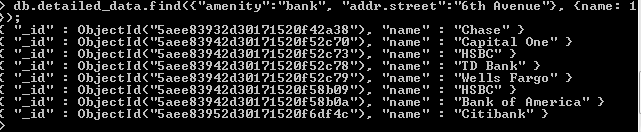 > db.detailed_data.find({"amenity":"bank", "addr.street":"6th Avenue"}, {name: 1
});
{ "_id" : ObjectId("5aee83932d30171520f42a38"), "name" : "Chase" }
{ "_id" : ObjectId("5aee83942d30171520f52c70"), "name" : "Capital One" }
{ "_id" : ObjectId("5aee83942d30171520f52c73"), "name" : "HSBC" }
{ "_id" : ObjectId("5aee83942d30171520f52c78"), "name" : "TD Bank" }
{ "_id" : ObjectId("5aee83942d30171520f52c79"), "name" : "Wells Fargo" }
{ "_id" : ObjectId("5aee83942d30171520f58b09"), "name" : "HSBC" }
{ "_id" : ObjectId("5aee83942d30171520f58b0a"), "name" : "Bank of America" }
{ "_id" : ObjectId("5aee83952d30171520f6df4c"), "name" : "Citibank" }
>